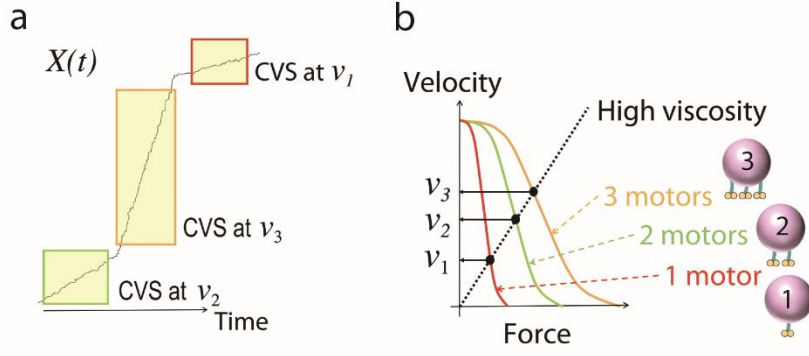 a
X(t)
CVS at v1
CVS at v3
CVS at v2
Time
b
Velocity
High viscosity
v3
v2
v1
3 motors
2 motors
1 motor
Force
3
2
1